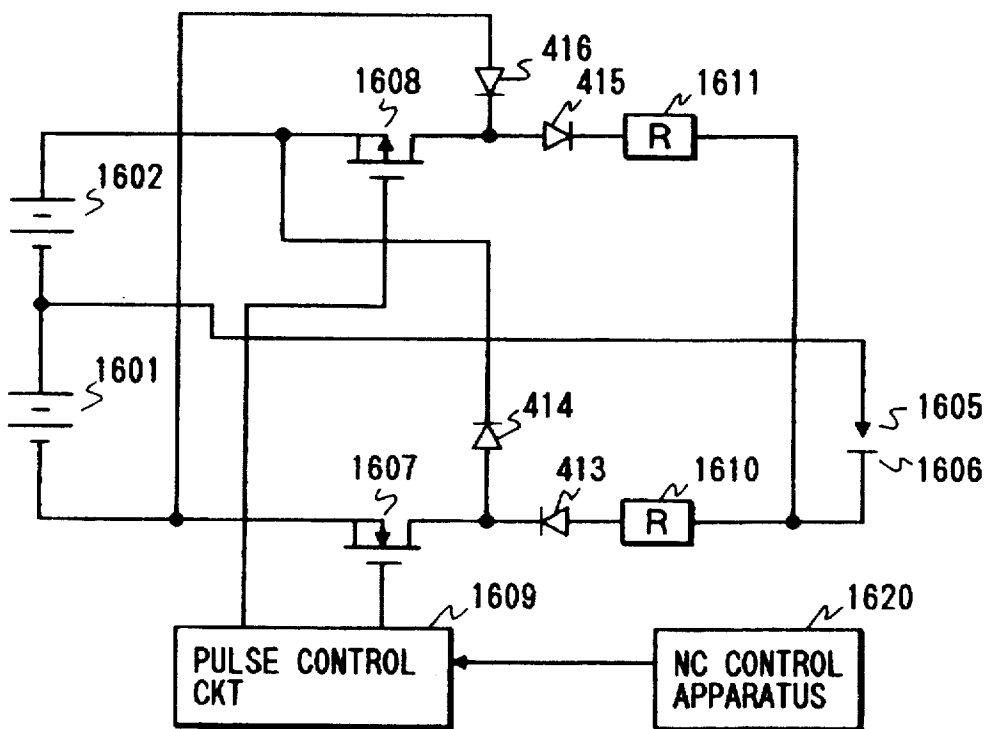 416
1608
415
1611
R
1602
1601
414
1605
1606
1607
413
1610
R
1609
1620
PULSE CONTROL
CKT
NC CONTROL
APPARATUS